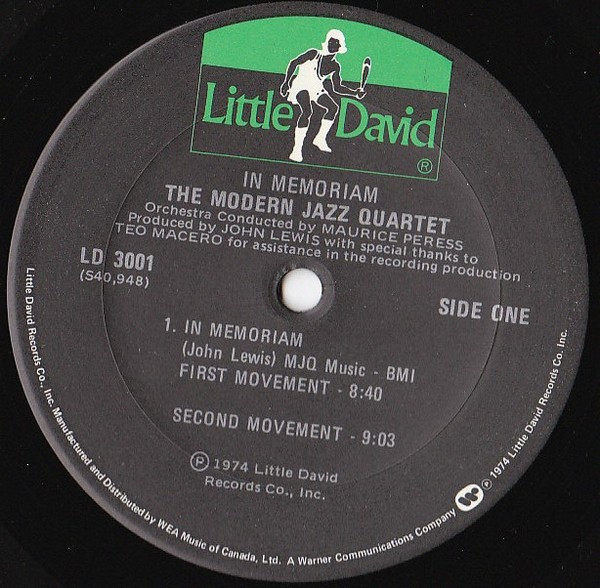 Little David ®
IN MEMORIAM
THE MODERN JAZZ QUARTET
Orchestra Conducted by MAURICE PERESS
Produced by JOHN LEWIS with special thanks to
TEO MACERO for assistance in the recording production
LD 3001
(S40,948)
SIDE ONE
1. IN MEMORIAM
(John Lewis) MJQ Music - BMI
FIRST MOVEMENT - 8:40
SECOND MOVEMENT - 9:03
℗ 1974 Little David
Records Co., Inc.
Little David Records Co., Inc. Manufactured and Distributed by WEA Music of Canada, Ltd. A Warner Communications Company W ℗ 1974 Little David Records Co., Inc.